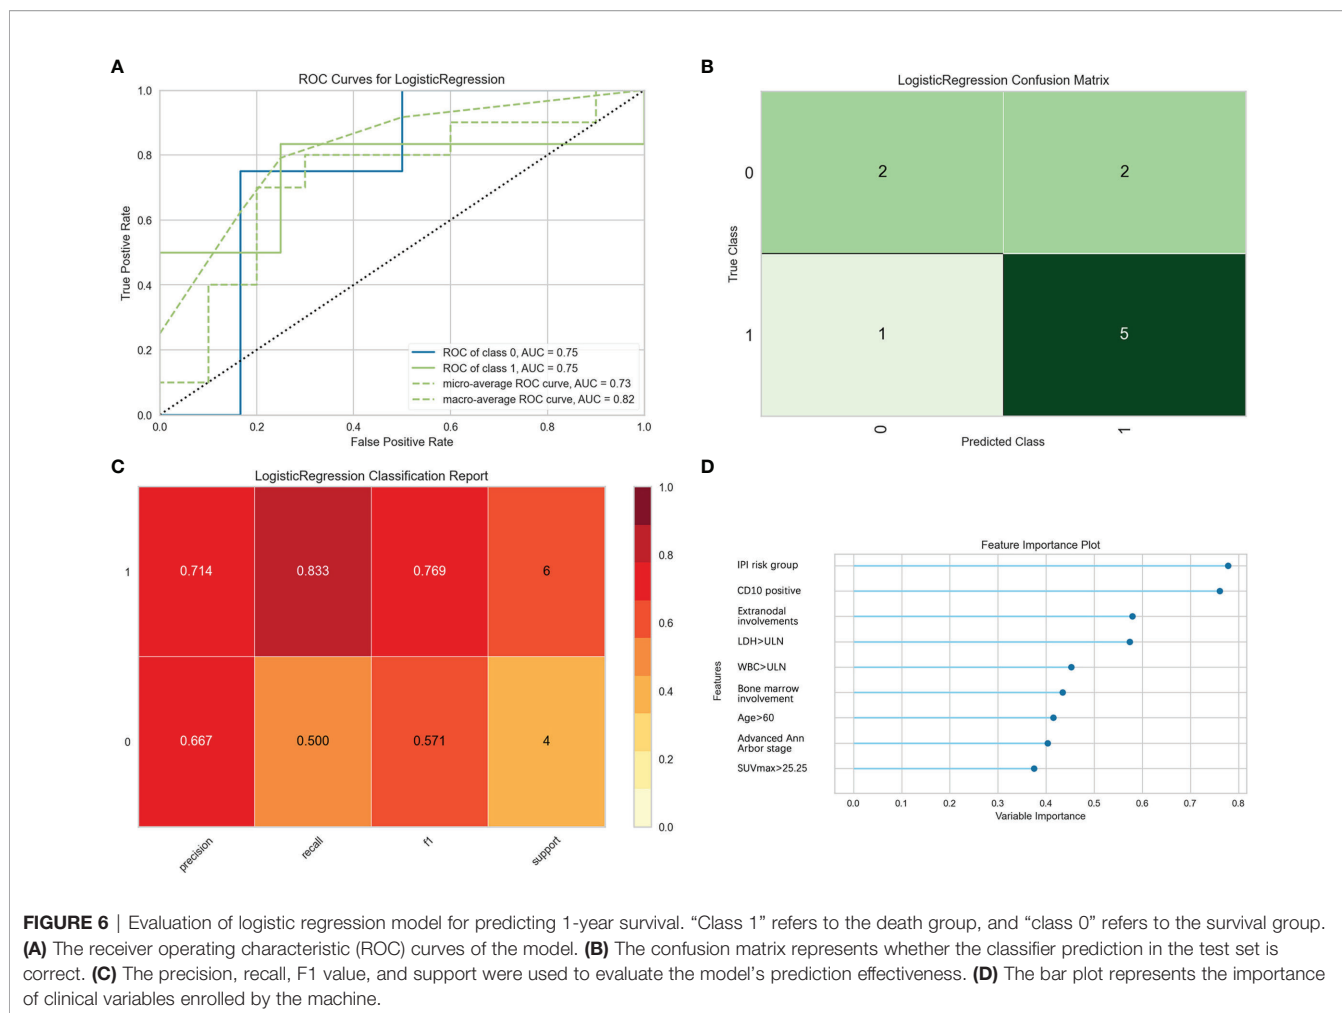 A
ROC Curves for LogisticRegression
1.0
0.8
0.6
0.4
0.2
0.0
True Postive Rate
ROC of class 0, AUC = 0.75
ROC of class 1, AUC = 0.75
micro-average ROC curve, AUC = 0.73
macro-average ROC curve, AUC = 0.82
0.0 0.2 0.4 0.6 0.8 1.0
False Positive Rate
B
LogisticRegression Confusion Matrix
True Class
0 2 2
1 1 5
0 1
Predicted Class
C
LogisticRegression Classification Report
1 0.714 0.833 0.769 6
0 0.667 0.500 0.571 4
precision recall f1 support
1.0
0.8
0.6
0.4
0.2
0.0
D
Feature Importance Plot
Features
IPI risk group
CD10 positive
Extranodal
involvements
LDH>ULN
WBC>ULN
Bone marrow
involvement
Age>60
Advanced Ann
Arbor stage
SUVmax>25.25
0.0 0.1 0.2 0.3 0.4 0.5 0.6 0.7 0.8
Variable Importance
FIGURE 6 | Evaluation of logistic regression model for predicting 1-year survival. “Class 1” refers to the death group, and “class 0” refers to the survival group.
(A) The receiver operating characteristic (ROC) curves of the model. (B) The confusion matrix represents whether the classifier prediction in the test set is
correct. (C) The precision, recall, F1 value, and support were used to evaluate the model’s prediction effectiveness. (D) The bar plot represents the importance
of clinical variables enrolled by the machine.